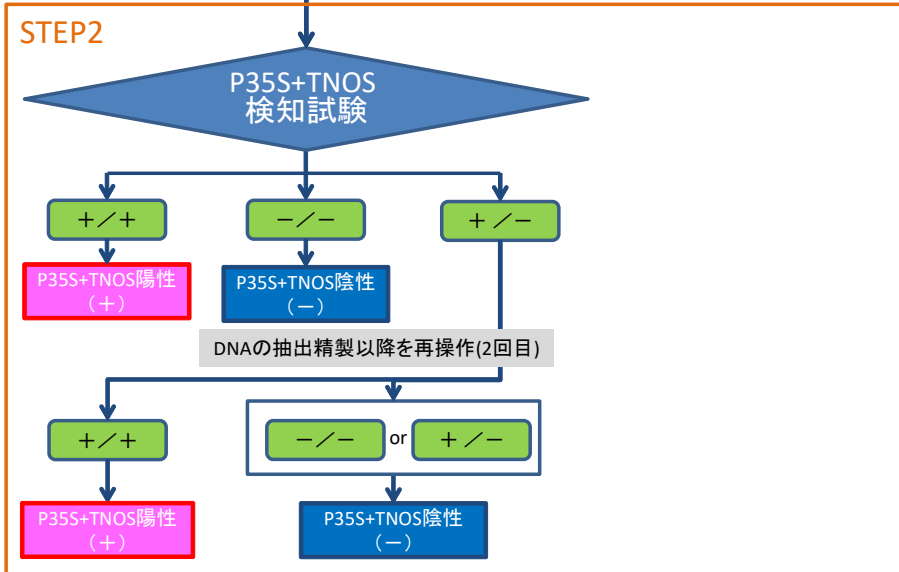 STEP2
P35S+TNOS
検知試験
＋／＋
－／－
＋／－
P35S+TNOS陽性
（＋）
P35S+TNOS陰性
（－）
DNAの抽出精製以降を再操作(2回目)
＋／＋
－／－ or ＋／－
P35S+TNOS陽性
（＋）
P35S+TNOS陰性
（－）